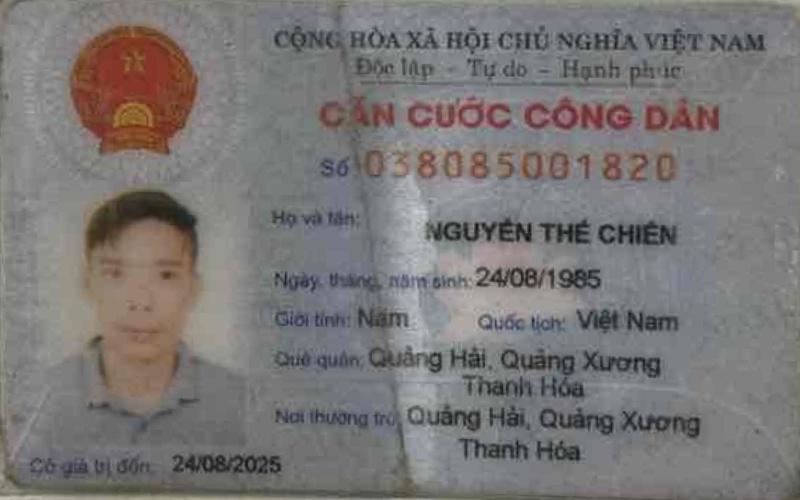 CỘNG HÒA XÃ HỘI CHỦ NGHĨA VIỆT NAM
Độc lập - Tự do - Hạnh phúc
CĂN CƯỚC CÔNG DÂN
Số 038085001820
Họ và tên: NGUYỄN THẾ CHIẾN
Ngày, tháng, năm sinh: 24/08/1985
Giới tính: Nam Quốc tịch: Việt Nam
Quê quán: Quảng Hải, Quảng Xương
Thanh Hóa
Nơi thường trú: Quảng Hải, Quảng Xương
Thanh Hóa
Có giá trị đến: 24/08/2025